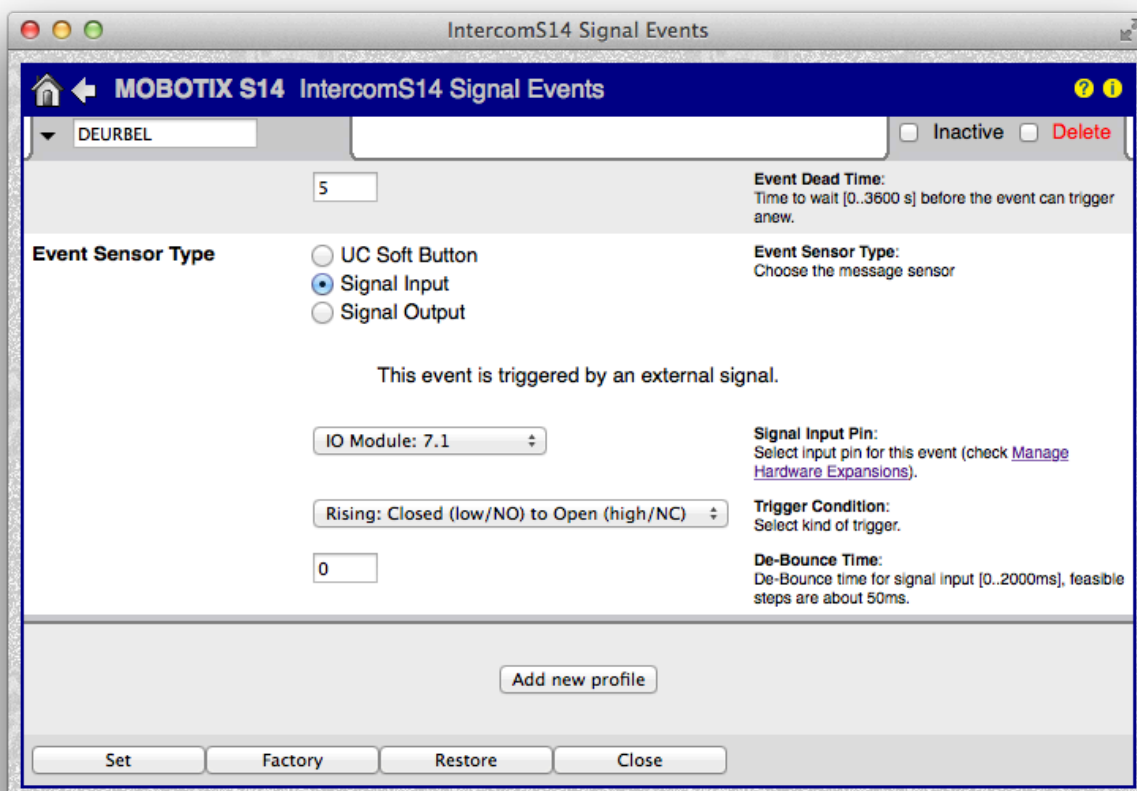 IntercomS14 Signal Events
MOBOTIX S14 IntercomS14 Signal Events
? i
DEURBEL
Inactive Delete
5
Event Dead Time:
Time to wait [0..3600 s] before the event can trigger
anew.
Event Sensor Type
UC Soft Button
Signal Input
Signal Output
Event Sensor Type:
Choose the message sensor
This event is triggered by an external signal.
IO Module: 7.1
Signal Input Pin:
Select input pin for this event (check Manage
Hardware Expansions).
Rising: Closed (low/NO) to Open (high/NC)
Trigger Condition:
Select kind of trigger.
0
De-Bounce Time:
De-Bounce time for signal input [0..2000ms], feasible
steps are about 50ms.
Add new profile
Set Factory Restore Close